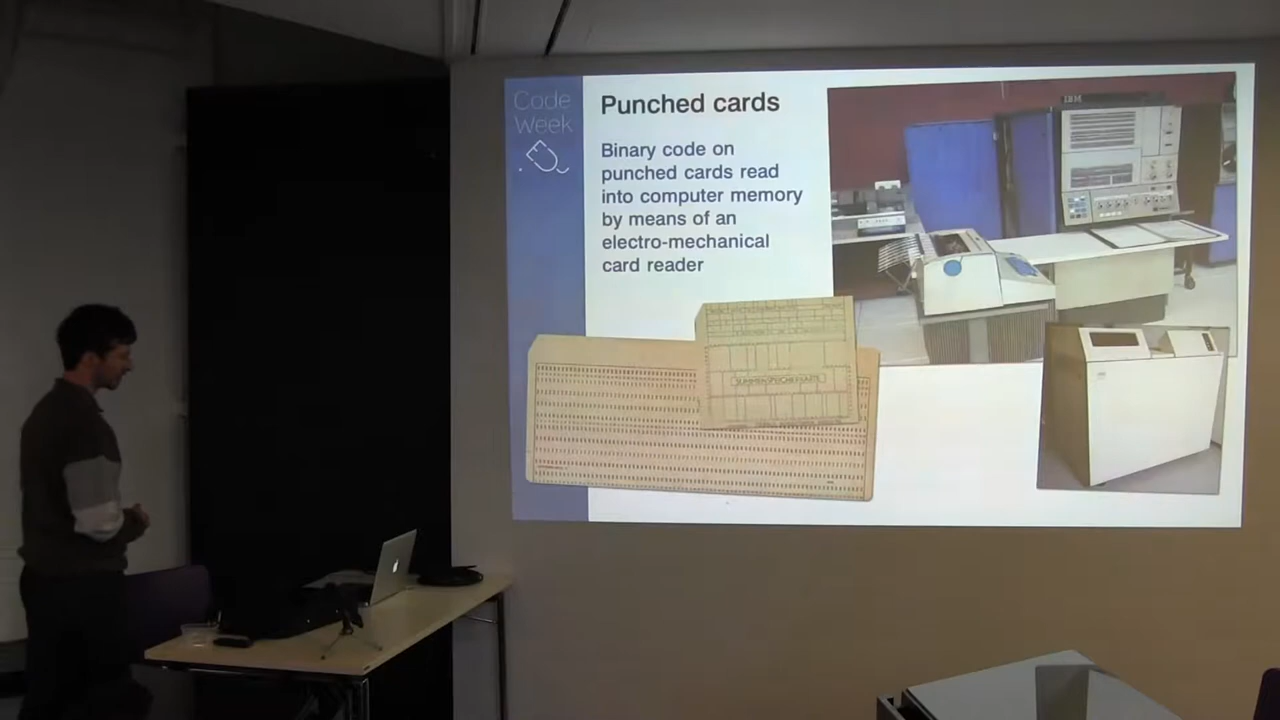 Code
Week
Punched cards
Binary code on
punched cards read
into computer memory
by means of an
electro-mechanical
card reader
IBM
SUMMENSPEICHERKARTE